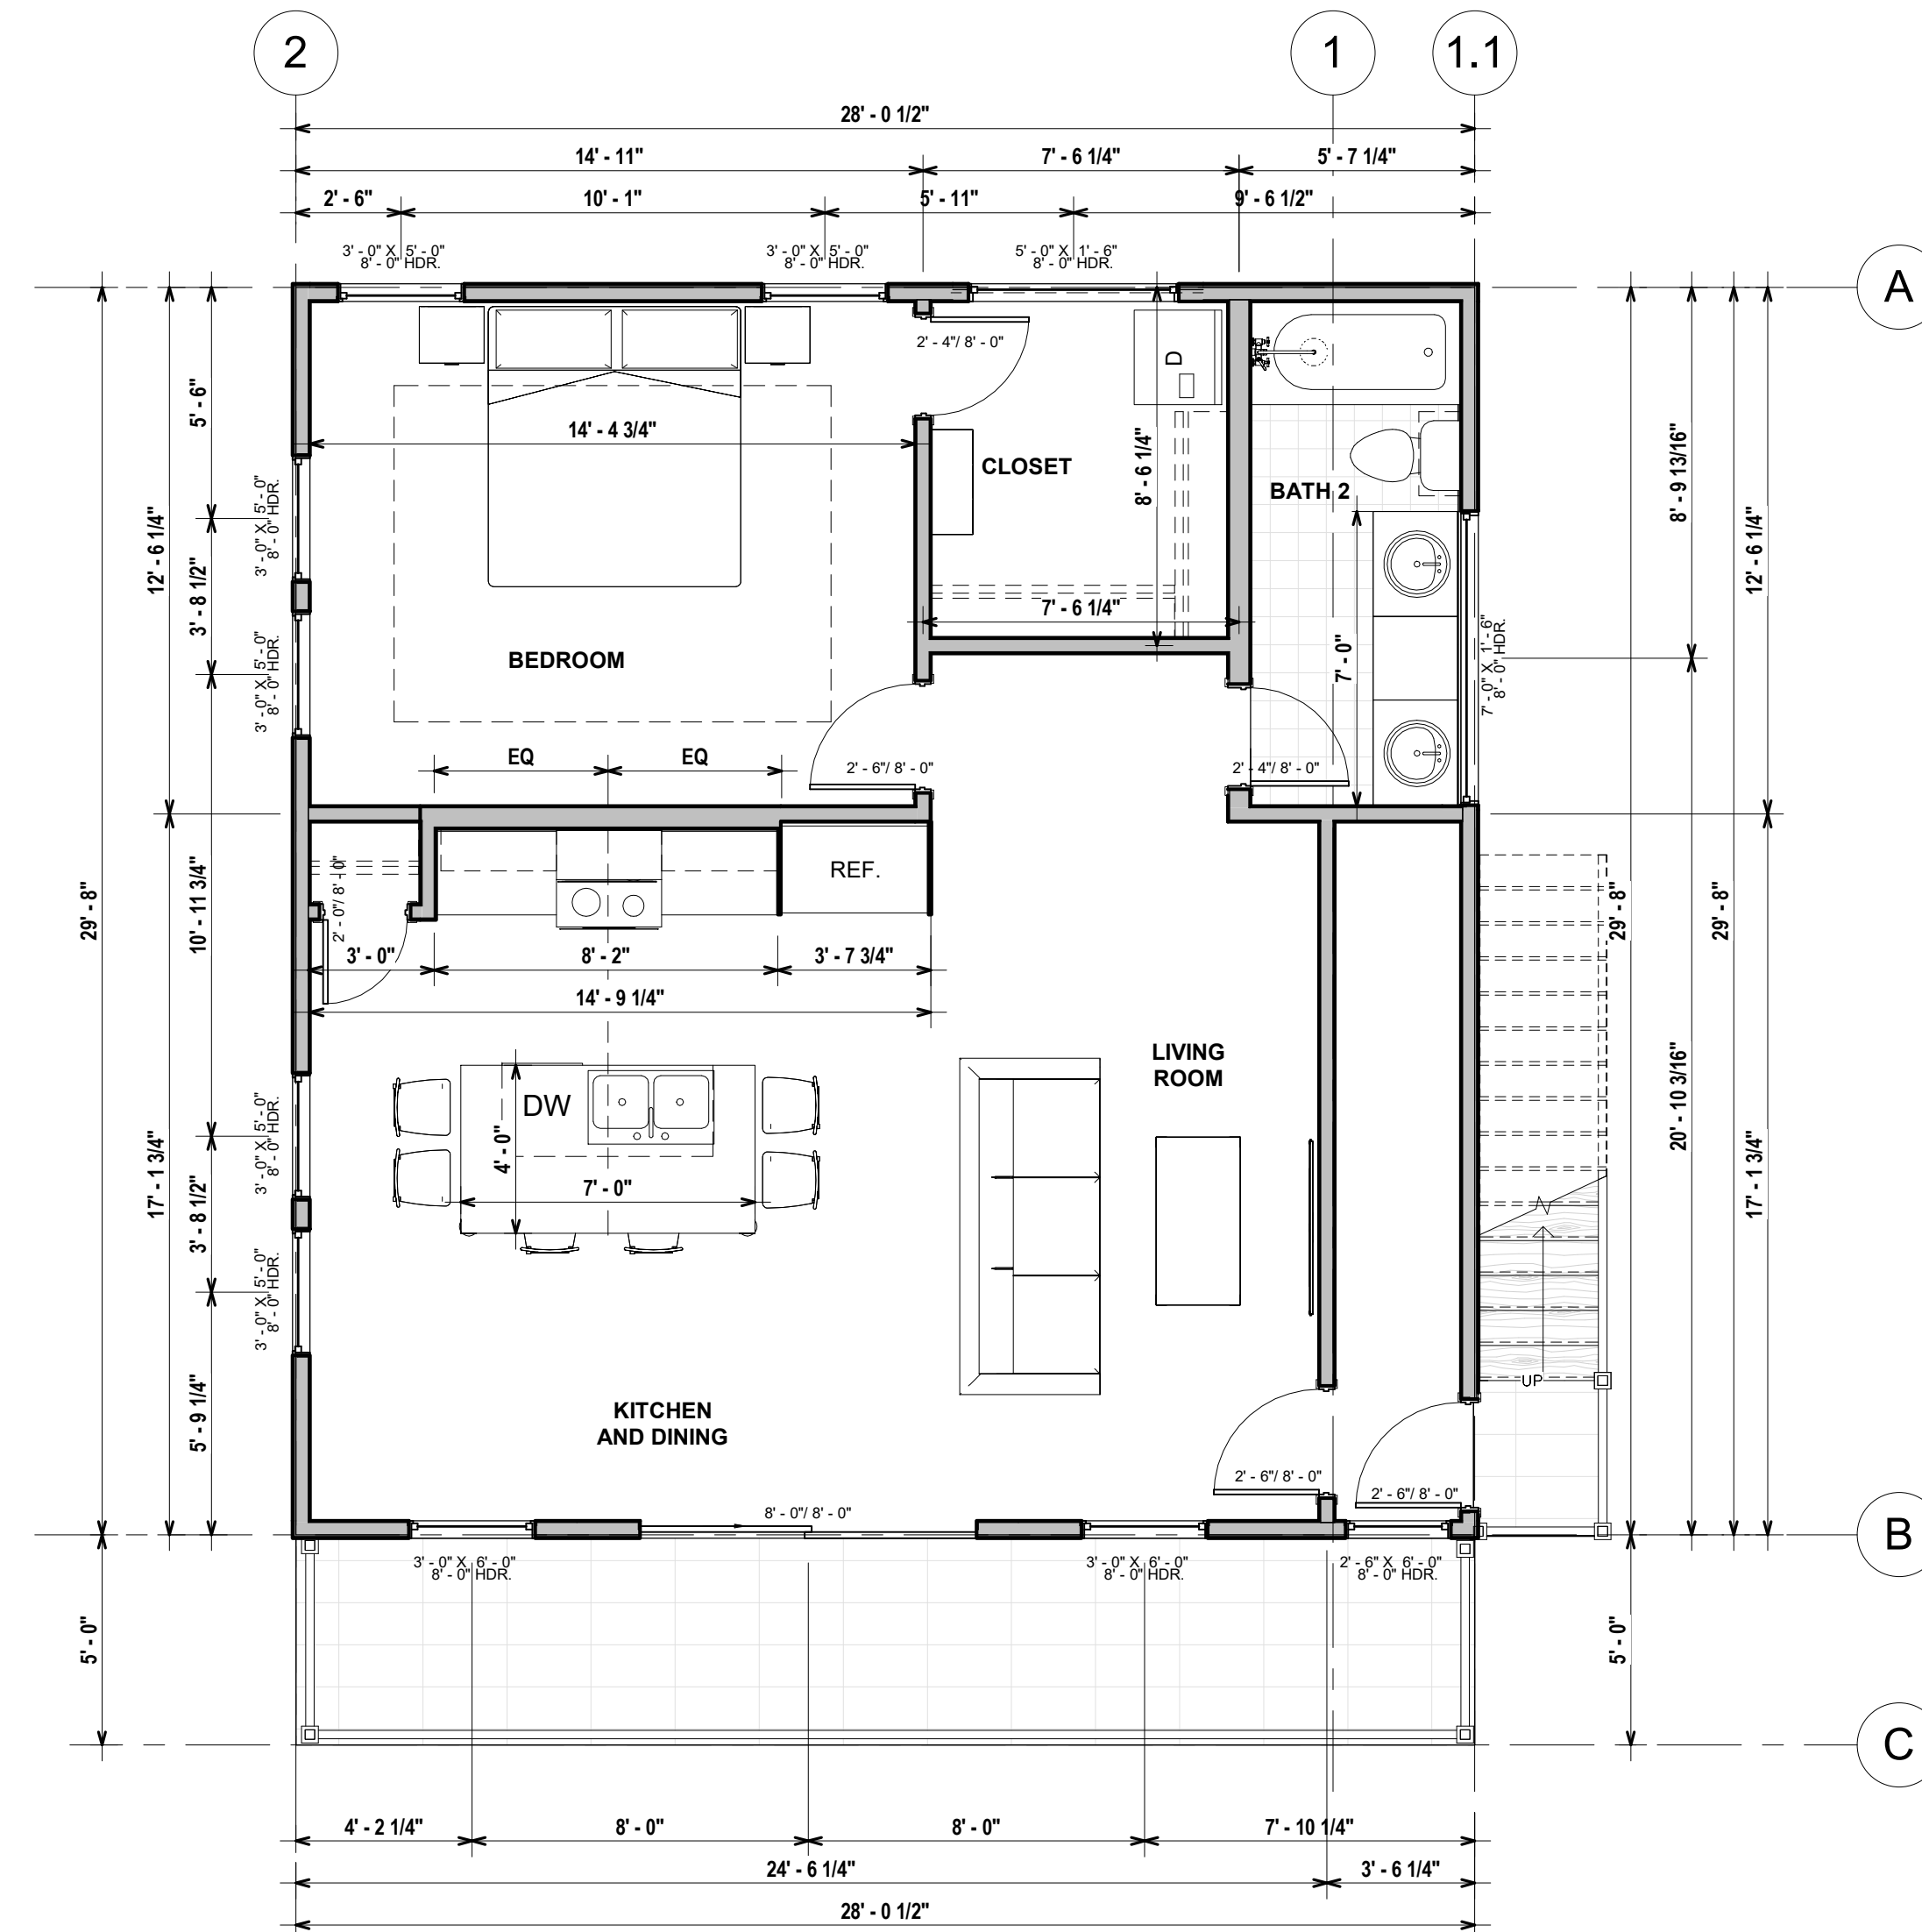 2
1
1.1
28' - 0 1/2"
14' - 11"
7' - 6 1/4"
5' - 7 1/4"
2' - 6"
10' - 1"
5' - 11"
9' - 6 1/2"
3' - 0" X 5' - 0"
8' - 0" HDR.
3' - 0" X 5' - 0"
8' - 0" HDR.
5' - 0" X 1' - 6"
8' - 0" HDR.
A
2' - 4"/ 8' - 0"
D
5' - 6"
14' - 4 3/4"
CLOSET
8' - 6 1/4"
BATH 2
8' - 9 13/16"
3' - 0" X 5' - 0"
8' - 0" HDR.
12' - 6 1/4"
12' - 6 1/4"
3' - 8 1/2"
7' - 6 1/4"
BEDROOM
7' - 0"
3' - 0" X 5' - 0"
8' - 0" HDR.
7' - 0" X 1' - 6"
8' - 0" HDR.
EQ
EQ
2' - 6"/ 8' - 0"
2' - 4"/ 8' - 0"
REF.
2' - 0"/ 8' - 0"
29' - 8"
10' - 11 3/4"
29' - 8"
29' - 8"
3' - 0"
8' - 2"
3' - 7 3/4"
14' - 9 1/4"
LIVING
ROOM
DW
4' - 0"
7' - 0"
3' - 0" X 5' - 0"
8' - 0" HDR.
20' - 10 3/16"
17' - 1 3/4"
17' - 1 3/4"
3' - 8 1/2"
3' - 0" X 5' - 0"
8' - 0" HDR.
UP
5' - 9 1/4"
KITCHEN
AND DINING
2' - 6"/ 8' - 0"
2' - 6"/ 8' - 0"
8' - 0"/ 8' - 0"
B
3' - 0" X 6' - 0"
8' - 0" HDR.
3' - 0" X 6' - 0"
8' - 0" HDR.
2' - 6" X 6' - 0"
8' - 0" HDR.
5' - 0"
5' - 0"
C
4' - 2 1/4"
8' - 0"
8' - 0"
7' - 10 1/4"
24' - 6 1/4"
3' - 6 1/4"
28' - 0 1/2"